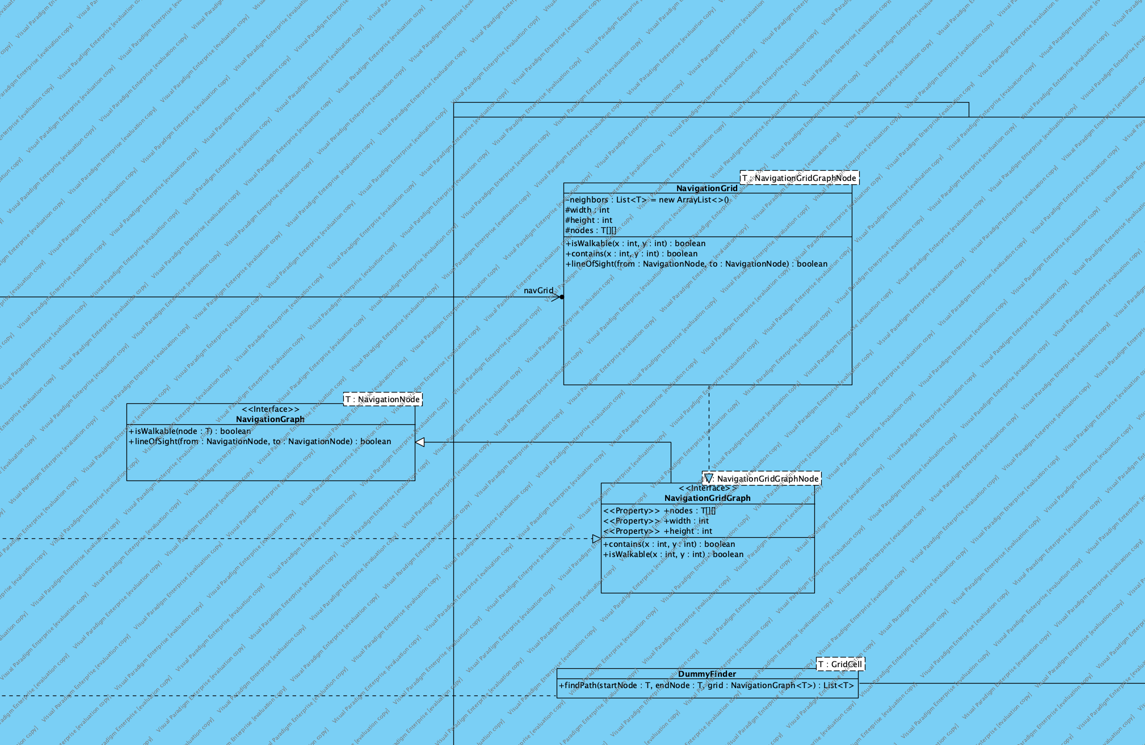 T : NavigationGridGraphNode
NavigationGrid
-neighbors : List<T> = new ArrayList<>()
#width : int
#height : int
#nodes : T[][]
+isWalkable(x : int, y : int) : boolean
+contains(x : int, y : int) : boolean
+lineOfSight(from : NavigationNode, to : NavigationNode) : boolean
navGrid
T : NavigationNode
<<Interface>>
NavigationGraph
+isWalkable(node : T) : boolean
+lineOfSight(from : NavigationNode, to : NavigationNode) : boolean
: NavigationGridGraphNode
<<Interface>>
NavigationGridGraph
<<Property>> +nodes : T[][]
<<Property>> +width : int
<<Property>> +height : int
+contains(x : int, y : int) : boolean
+isWalkable(x : int, y : int) : boolean
T : GridCell
DummyFinder
+findPath(startNode : T, endNode : T, grid : NavigationGraph<T>) : List<T>
Visual Paradigm Enterprise [evaluation copy]